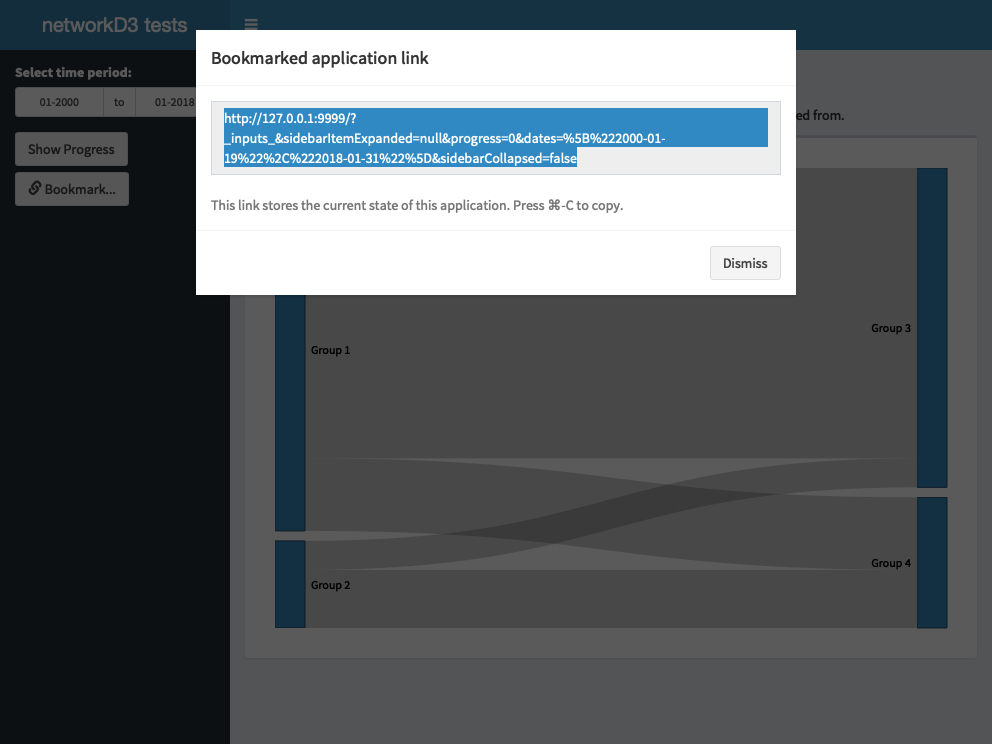 networkD3 tests
Bookmarked application link
Select time period:
01-2000 to 01-2018
http://127.0.0.1:9999/?
_inputs_&sidebarItemExpanded=null&progress=0&dates=%5B%222000-01-
19%22%2C%222018-01-31%22%5D&sidebarCollapsed=false
ed from.
Show Progress
Bookmark...
This link stores the current state of this application. Press ⌘-C to copy.
Dismiss
Group 3
Group 1
Group 4
Group 2